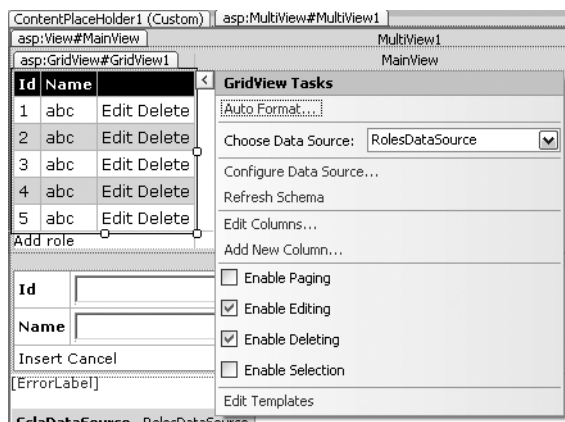 ContentPlaceHolder1 (Custom) asp:MultiView#MultiView1
asp:View#MainView MultiView1
asp:GridView#GridView1 MainView
Id Name < GridView Tasks
1 abc Edit Delete Auto Format...
2 abc Edit Delete Choose Data Source: RolesDataSource
3 abc Edit Delete Configure Data Source...
4 abc Edit Delete Refresh Schema
5 abc Edit Delete Edit Columns...
Add role Add New Column...
Id Enable Paging
Name Enable Editing
Enable Deleting
Insert Cancel Enable Selection
[ErrorLabel] Edit Templates
CslaDataSource - RolesDataSource